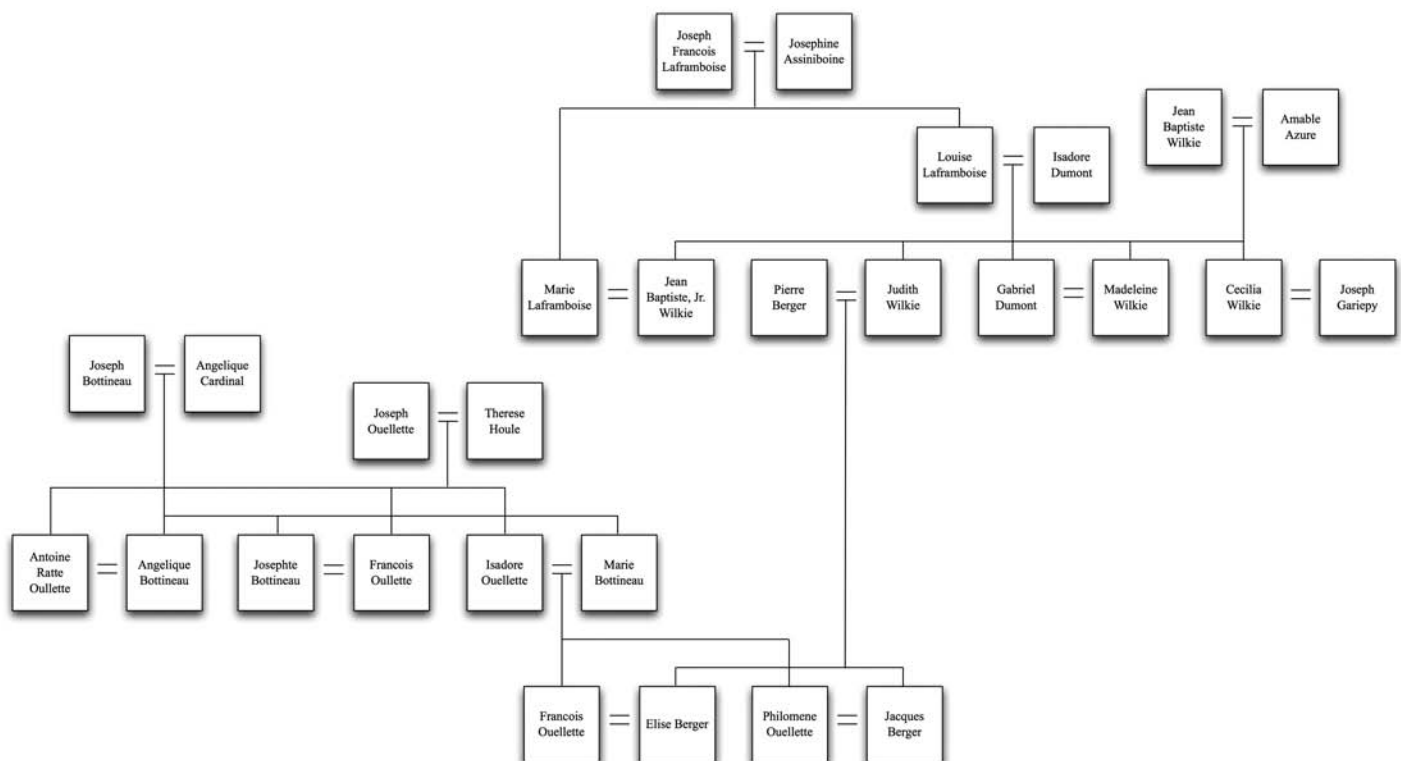 Joseph
Francois
Laframboise
Josephine
Assiniboine
Jean
Baptiste
Wilkie
Amable
Azure
Louise
Laframboise
Isadore
Dumont
Marie
Laframboise
Jean
Baptiste, Jr.
Wilkie
Pierre
Berger
Judith
Wilkie
Gabriel
Dumont
Madeleine
Wilkie
Cecilia
Wilkie
Joseph
Gariepy
Joseph
Bottineau
Angelique
Cardinal
Joseph
Ouellette
Therese
Houle
Antoine
Ratte
Oullette
Angelique
Bottineau
Josephte
Bottineau
Francois
Oullette
Isadore
Ouellette
Marie
Bottineau
Francois
Ouellette
Elise Berger
Philomene
Ouellette
Jacques
Berger